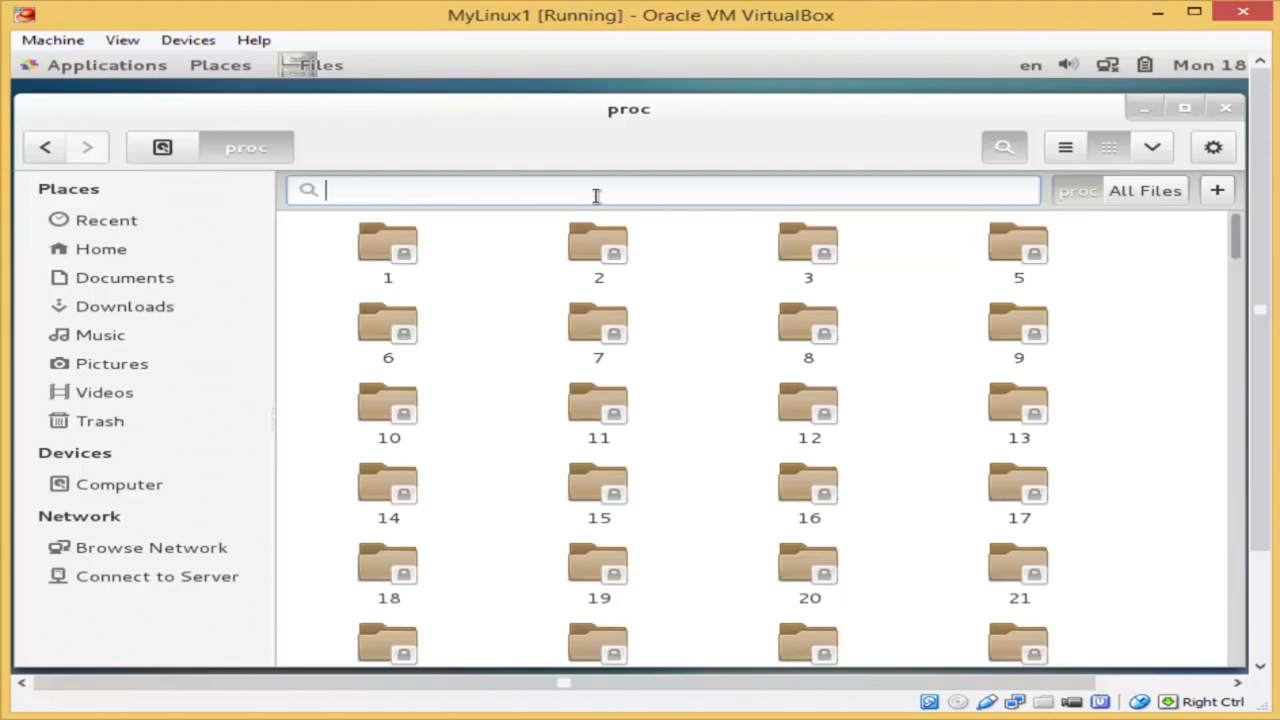 MyLinux1 [Running] - Oracle VM VirtualBox
Machine View Devices Help
Applications Places Files en Mon 18
proc
proc
proc All Files
Places
Recent
Home
Documents
Downloads
Music
Pictures
Videos
Trash
Devices
Computer
Network
Browse Network
Connect to Server
1 2 3 5
6 7 8 9
10 11 12 13
14 15 16 17
18 19 20 21
Right Ctrl